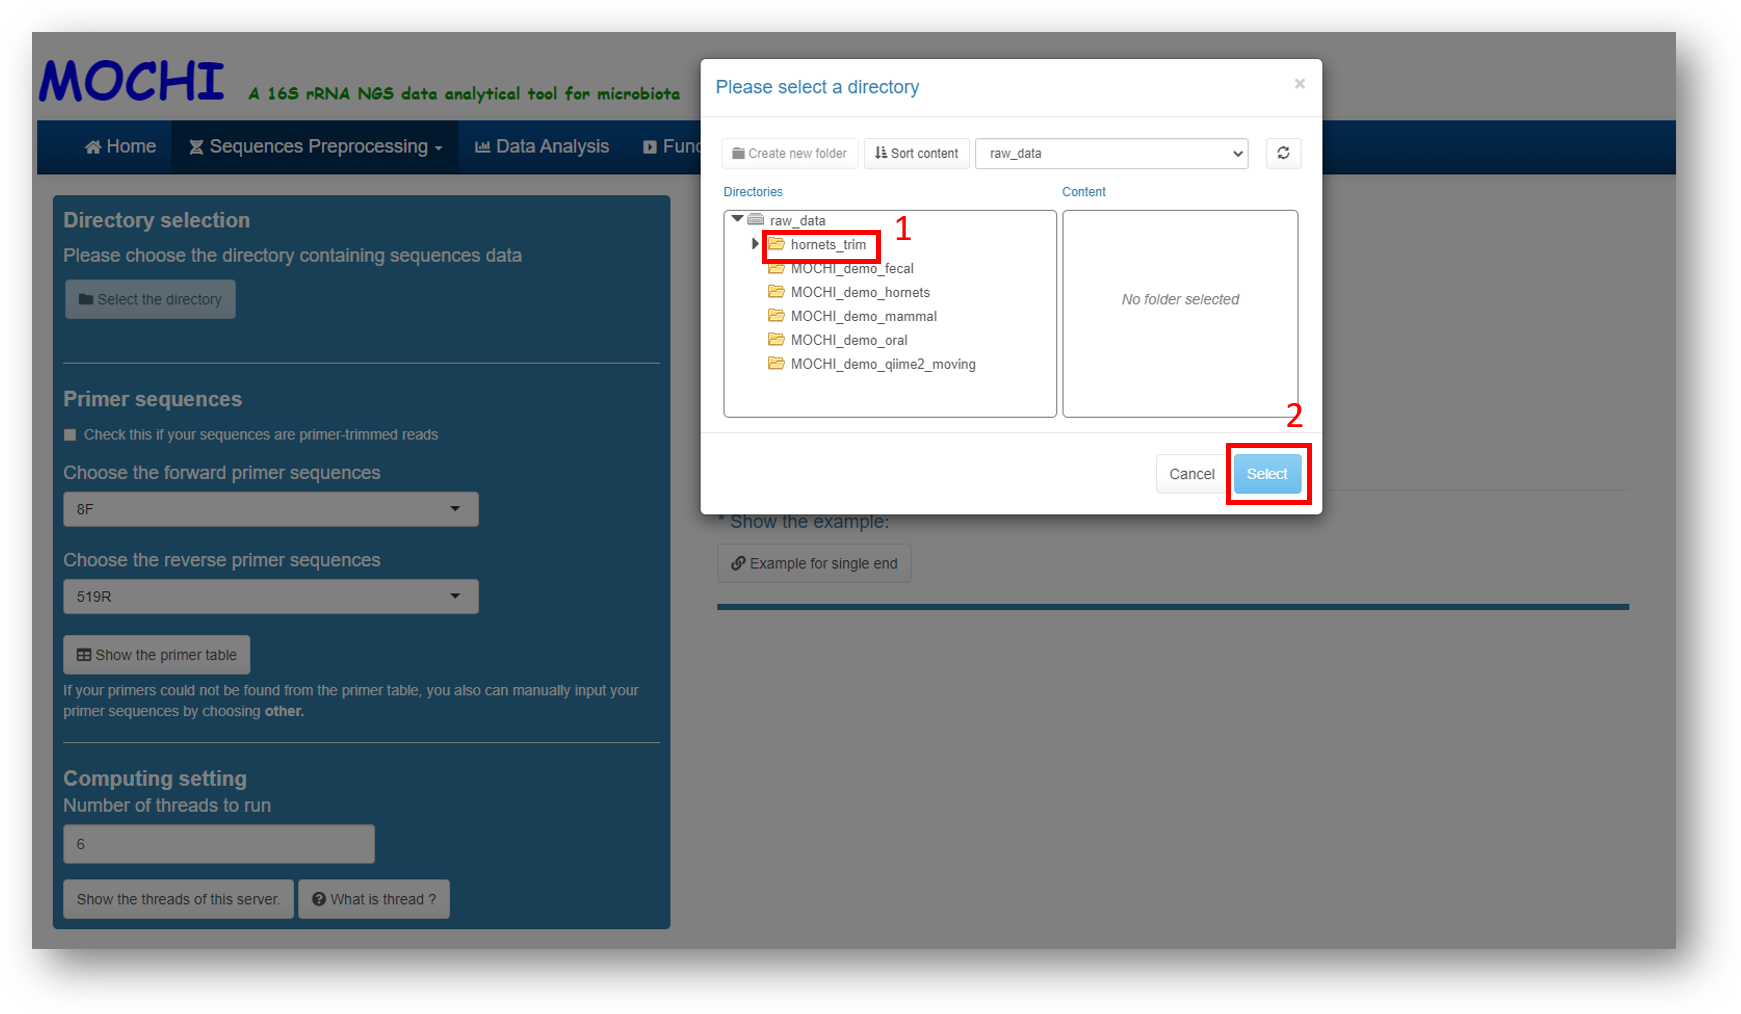 MOCHI A 16S rRNA NGS data analytical tool for microbiota
Home Sequences Preprocessing Data Analysis Func
Directory selection
Please choose the directory containing sequences data
Select the directory
Primer sequences
Check this if your sequences are primer-trimmed reads
Choose the forward primer sequences
8F
Choose the reverse primer sequences
519R
Show the primer table
If your primers could not be found from the primer table, you also can manually input your
primer sequences by choosing other.
Computing setting
Number of threads to run
6
Show the threads of this server. What is thread ?
Please select a directory ×
Create new folder Sort content raw_data
Directories Content
raw_data
hornets_trim 1
MOCHI_demo_fecal
MOCHI_demo_hornets
MOCHI_demo_mammal
MOCHI_demo_oral
MOCHI_demo_qiime2_moving
No folder selected
2
Cancel Select
* Show the example:
Example for single end